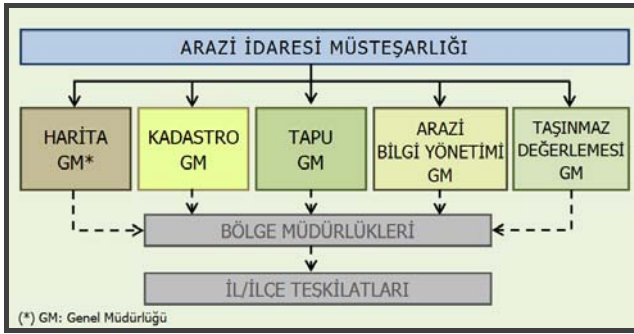 ARAZİ İDARESİ MÜSTEŞARLIĞI
HARİTA
GM*
KADASTRO
GM
TAPU
GM
ARAZİ
BİLGİ YÖNETİMİ
GM
TAŞINMAZ
DEĞERLEMESİ
GM
BÖLGE MÜDÜRLÜKLERİ
İL/İLÇE TEŞKİLATLARI
(*) GM: Genel Müdürlüğü